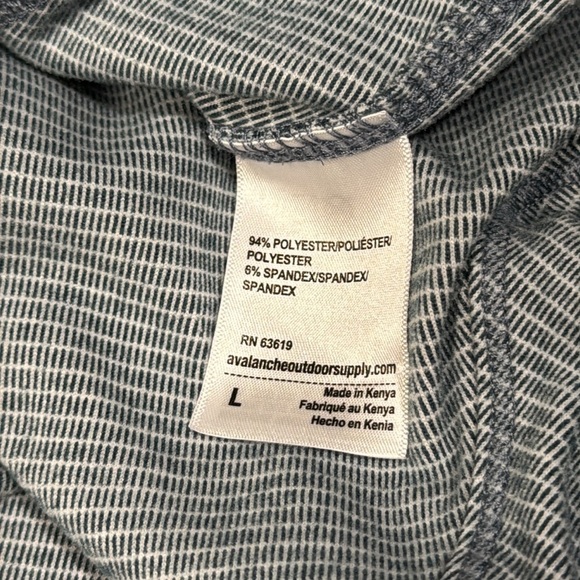 94% POLYESTER/POLIÉSTER/
POLYESTER
6% SPANDEX/SPANDEX/
SPANDEX
RN 63619
avalancheoutdoorsupply.com
L
Made in Kenya
Fabriqué au Kenya
Hecho en Kenia